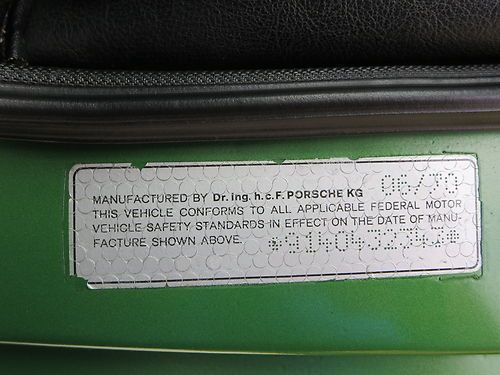 MANUFACTURED BY Dr. ing. h.c. F. PORSCHE KG 06/70
THIS VEHICLE CONFORMS TO ALL APPLICABLE FEDERAL MOTOR
VEHICLE SAFETY STANDARDS IN EFFECT ON THE DATE OF MANU-
FACTURE SHOWN ABOVE.